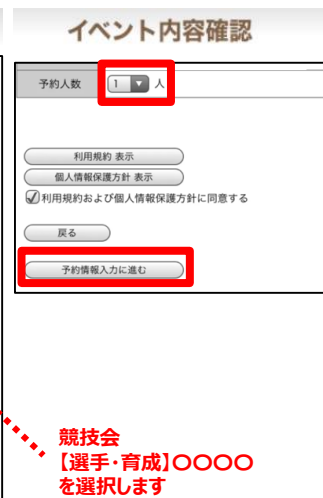 イベント内容確認
予約人数 1 人
利用規約 表示
個人情報保護方針 表示
利用規約および個人情報保護方針に同意する
戻る
予約情報入力に進む
競技会
【選手・育成】〇〇〇〇
を選択します